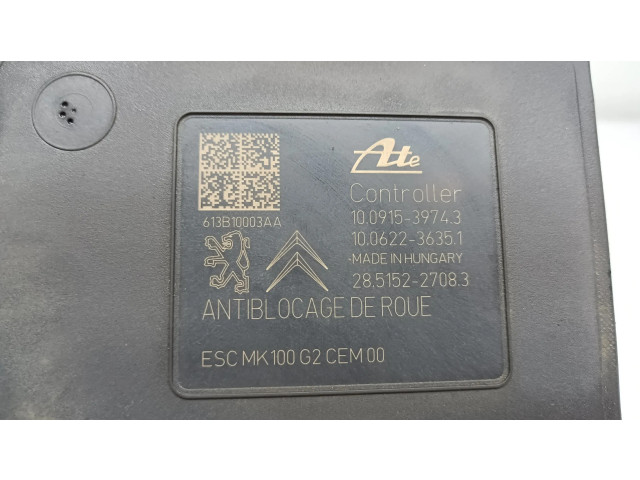 Ate
613B10003AA
Controller
10.0915-3974.3
10.0622-3635.1
MADE IN HUNGARY
28.5152-2708.3
ANTIBLOCAGE DE ROUE
ESC MK100 G2 CEM 00